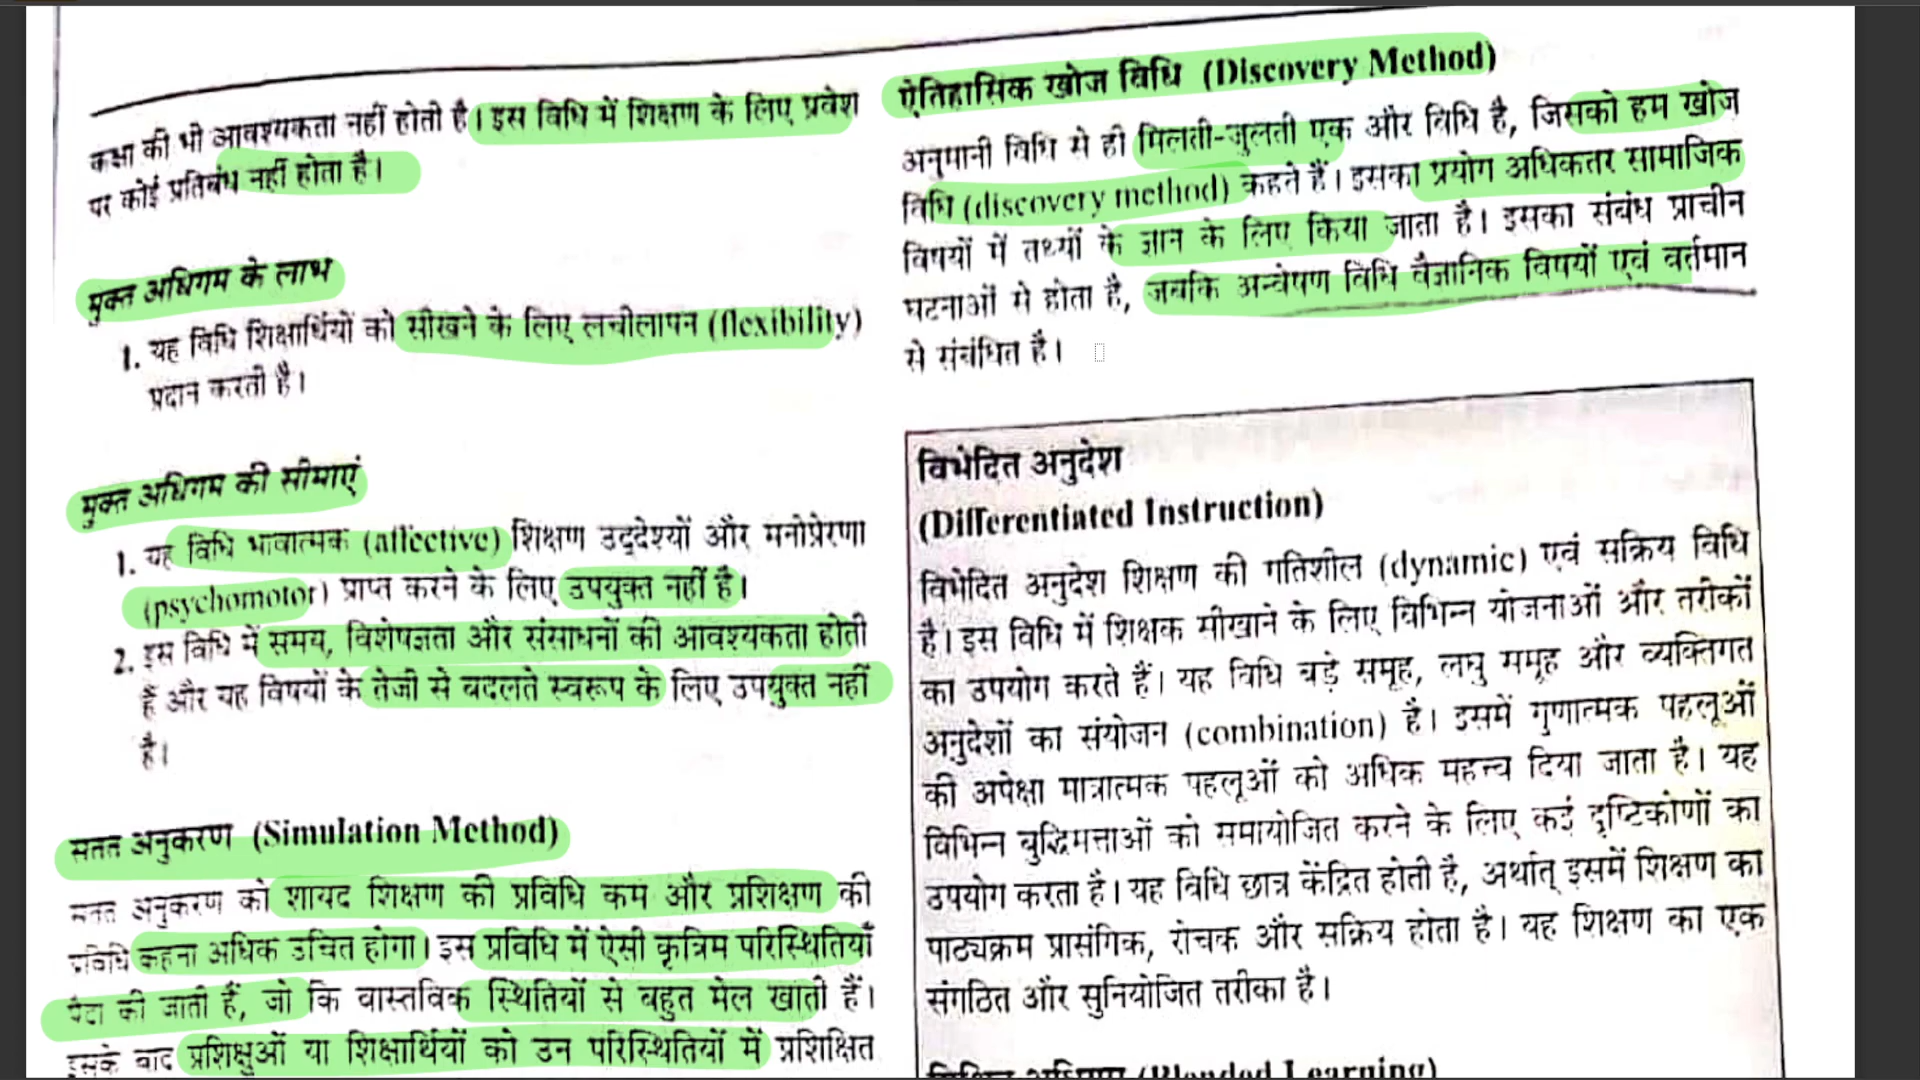 कक्षा की भी आवश्यकता नहीं होती है। इस विधि में शिक्षण के लिए प्रवेश
पर कोई प्रतिबंध नहीं होता है।
मुक्त अधिगम के लाभ
1. यह विधि शिक्षार्थियों को सीखने के लिए लचीलापन (flexibility)
प्रदान करती है।
मुक्त अधिगम की सीमाएं
1. यह विधि भावात्मक (affective) शिक्षण उद्देश्यों और मनोप्रेरणा
(psychomotor) प्राप्त करने के लिए उपयुक्त नहीं है।
2. इस विधि में समय, विशेषज्ञता और संसाधनों की आवश्यकता होती
है और यह विषयों के तेजी से बदलते स्वरूप के लिए उपयुक्त नहीं
है।
सतत अनुकरण (Simulation Method)
सतत अनुकरण को शायद शिक्षण की प्रविधि कम और प्रशिक्षण की
प्रविधि कहना अधिक उचित होगा। इस प्रविधि में ऐसी कृत्रिम परिस्थितियाँ
पैदा की जाती हैं, जो कि वास्तविक स्थितियों से बहुत मेल खाती हैं।
इसके बाद प्रशिक्षुओं या शिक्षार्थियों को उन परिस्थितियों में प्रशिक्षित
ऐतिहासिक खोज विधि (Discovery Method)
अनुमानी विधि से ही मिलती-जुलती एक और विधि है, जिसको हम खोज
विधि (discovery method) कहते हैं। इसका प्रयोग अधिकतर सामाजिक
विषयों में तथ्यों के ज्ञान के लिए किया जाता है। इसका संबंध प्राचीन
घटनाओं से होता है, जबकि अन्वेषण विधि वैज्ञानिक विषयों एवं वर्तमान
से संबंधित है।
विभेदित अनुदेश
(Differentiated Instruction)
विभेदित अनुदेश शिक्षण की गतिशील (dynamic) एवं सक्रिय विधि
है। इस विधि में शिक्षक सीखाने के लिए विभिन्न योजनाओं और तरीकों
का उपयोग करते हैं। यह विधि बड़े समूह, लघु समूह और व्यक्तिगत
अनुदेशों का संयोजन (combination) है। इसमें गुणात्मक पहलूओं
की अपेक्षा मात्रात्मक पहलूओं को अधिक महत्त्व दिया जाता है। यह
विभिन्न बुद्धिमत्ताओं को समायोजित करने के लिए कई दृष्टिकोणों का
उपयोग करता है। यह विधि छात्र केंद्रित होती है, अर्थात् इसमें शिक्षण का
पाठ्यक्रम प्रासंगिक, रोचक और सक्रिय होता है। यह शिक्षण का एक
संगठित और सुनियोजित तरीका है।
अधिगम (Blended Learning)